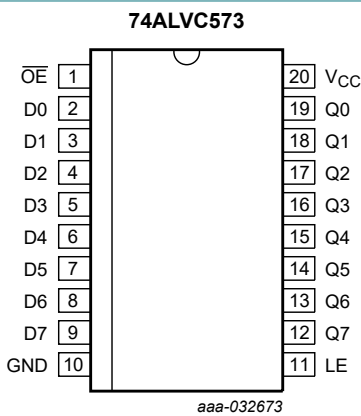 74ALVC573
OE 1 20 VCC
D0 2 19 Q0
D1 3 18 Q1
D2 4 17 Q2
D3 5 16 Q3
D4 6 15 Q4
D5 7 14 Q5
D6 8 13 Q6
D7 9 12 Q7
GND 10 11 LE
aaa-032673